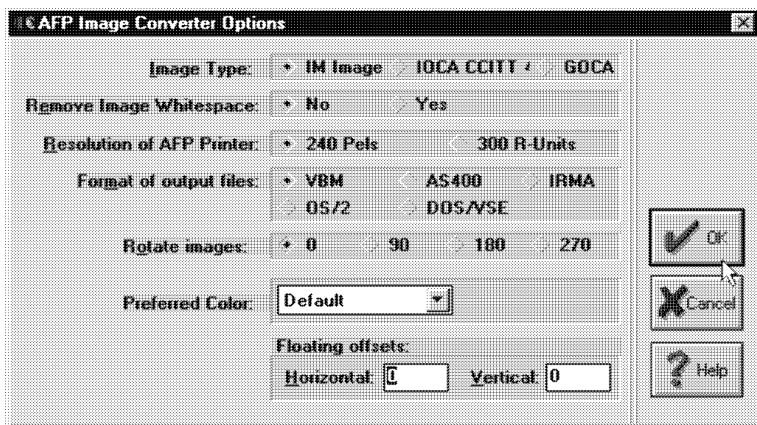 AFP Image Converter Options
Image Type: IM Image IOCA CCITT 4 GOCA
Remove Image Whitespace: No Yes
Resolution of AFP Printer: 240 Pels 300 R-Units
Format of output files: VBM AS400 IRMA
OS/2 DOS/VSE
Rotate images: 0 90 180 270
OK
Preferred Color: Default
Cancel
Floating offsets:
Horizontal: Vertical: 0
Help